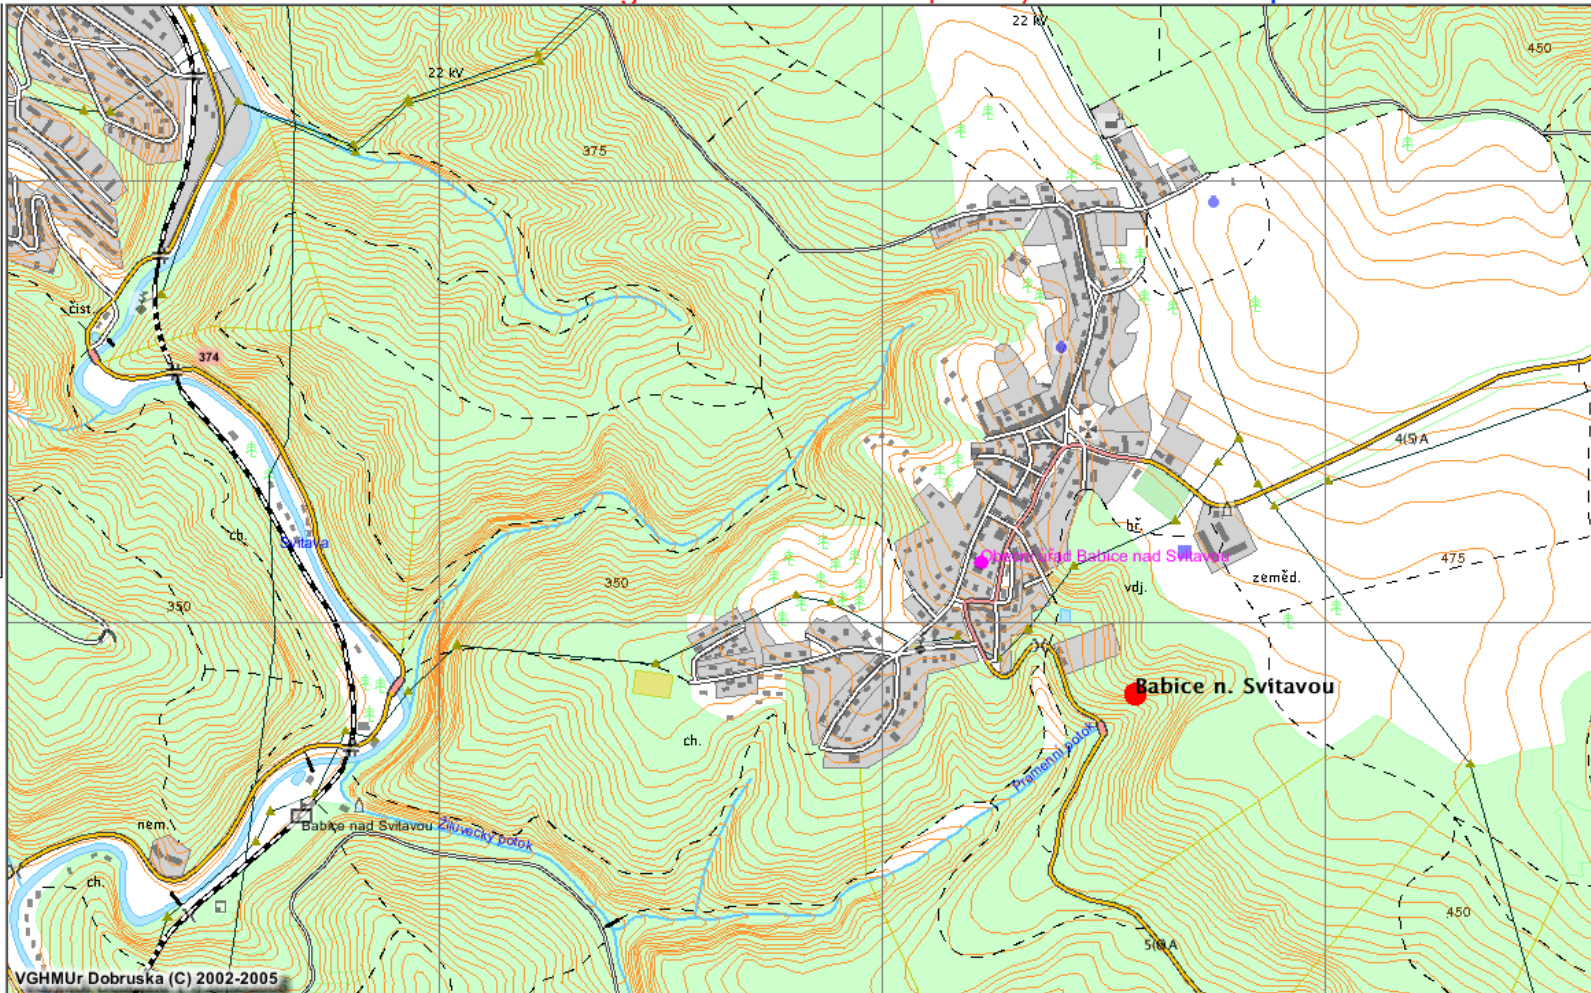 22 kV
450
22 kV
375
čist.
374
4(5)A
ch.
Svitava
hř.
Obecní úřad Babice nad Svitavou
475
350
350
vdj.
zeměd.
Babice n. Svitavou
ch.
Pramenní potok
nem.
Babice nad Svitavou
Žilůvecký potok
ch.
450
5(6)A
VGHMUr Dobruska (C) 2002-2005